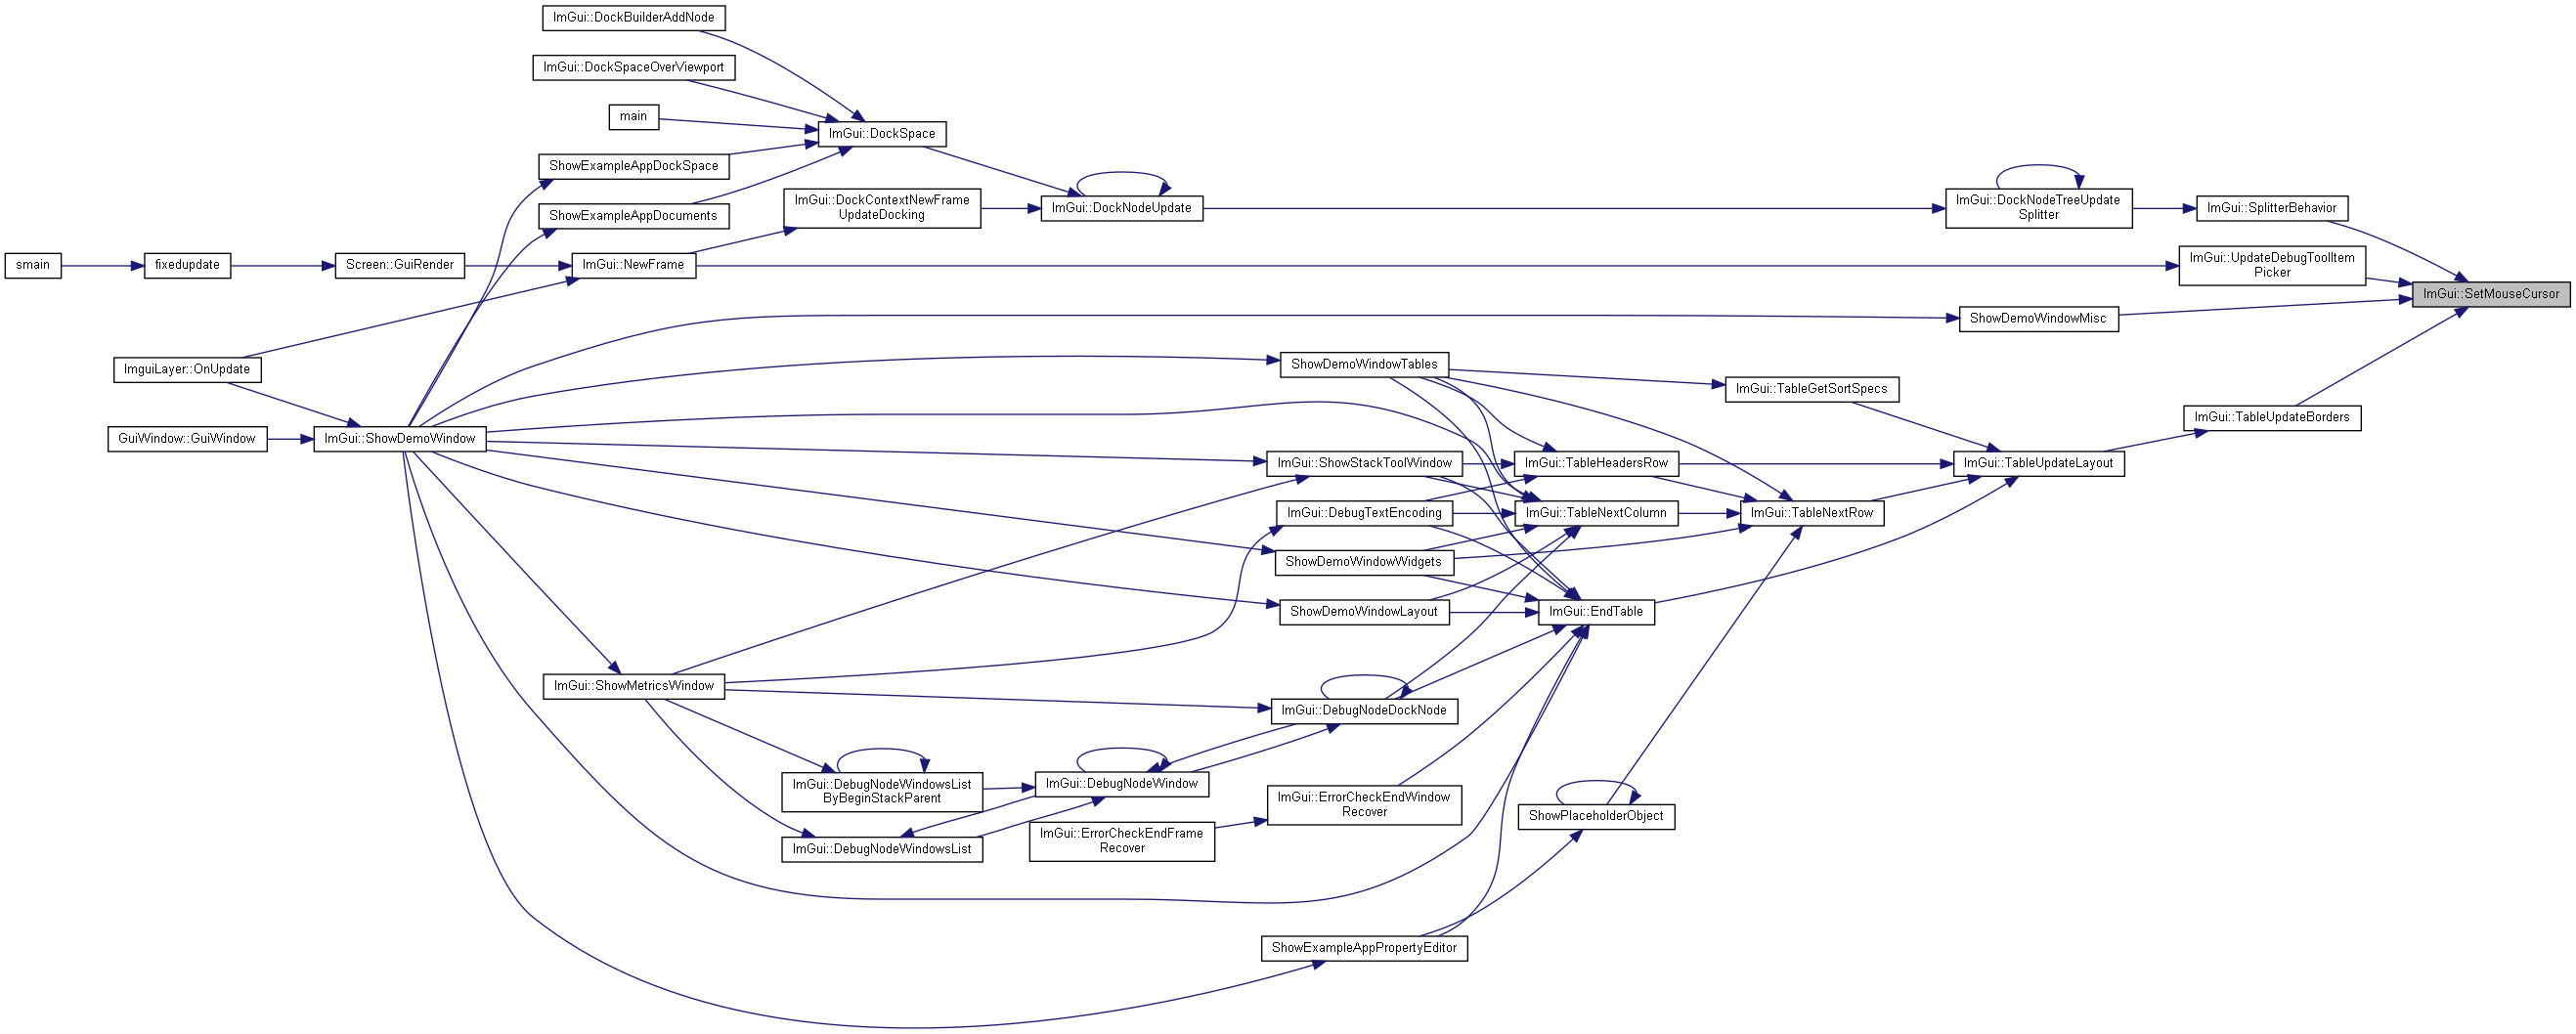 ImGui::DockBuilderAddNode
ImGui::DockSpaceOverViewport
main
ImGui::DockSpace
ShowExampleAppDockSpace
ShowExampleAppDocuments
ImGui::DockContextNewFrame
UpdateDocking
ImGui::DockNodeUpdate
ImGui::DockNodeTreeUpdate
Splitter
ImGui::SplitterBehavior
smain
fixedupdate
Screen::GuiRender
ImGui::NewFrame
ImGui::UpdateDebugToolItem
Picker
ImGui::SetMouseCursor
ShowDemoWindowMisc
ImguiLayer::OnUpdate
ShowDemoWindowTables
ImGui::TableGetSortSpecs
ImGui::TableUpdateBorders
GuiWindow::GuiWindow
ImGui::ShowDemoWindow
ImGui::ShowStackToolWindow
ImGui::TableHeadersRow
ImGui::TableUpdateLayout
ImGui::DebugTextEncoding
ImGui::TableNextColumn
ImGui::TableNextRow
ShowDemoWindowWidgets
ShowDemoWindowLayout
ImGui::EndTable
ImGui::ShowMetricsWindow
ImGui::DebugNodeDockNode
ImGui::DebugNodeWindowsList
ByBeginStackParent
ImGui::DebugNodeWindow
ImGui::ErrorCheckEndWindow
Recover
ShowPlaceholderObject
ImGui::DebugNodeWindowsList
ImGui::ErrorCheckEndFrame
Recover
ShowExampleAppPropertyEditor